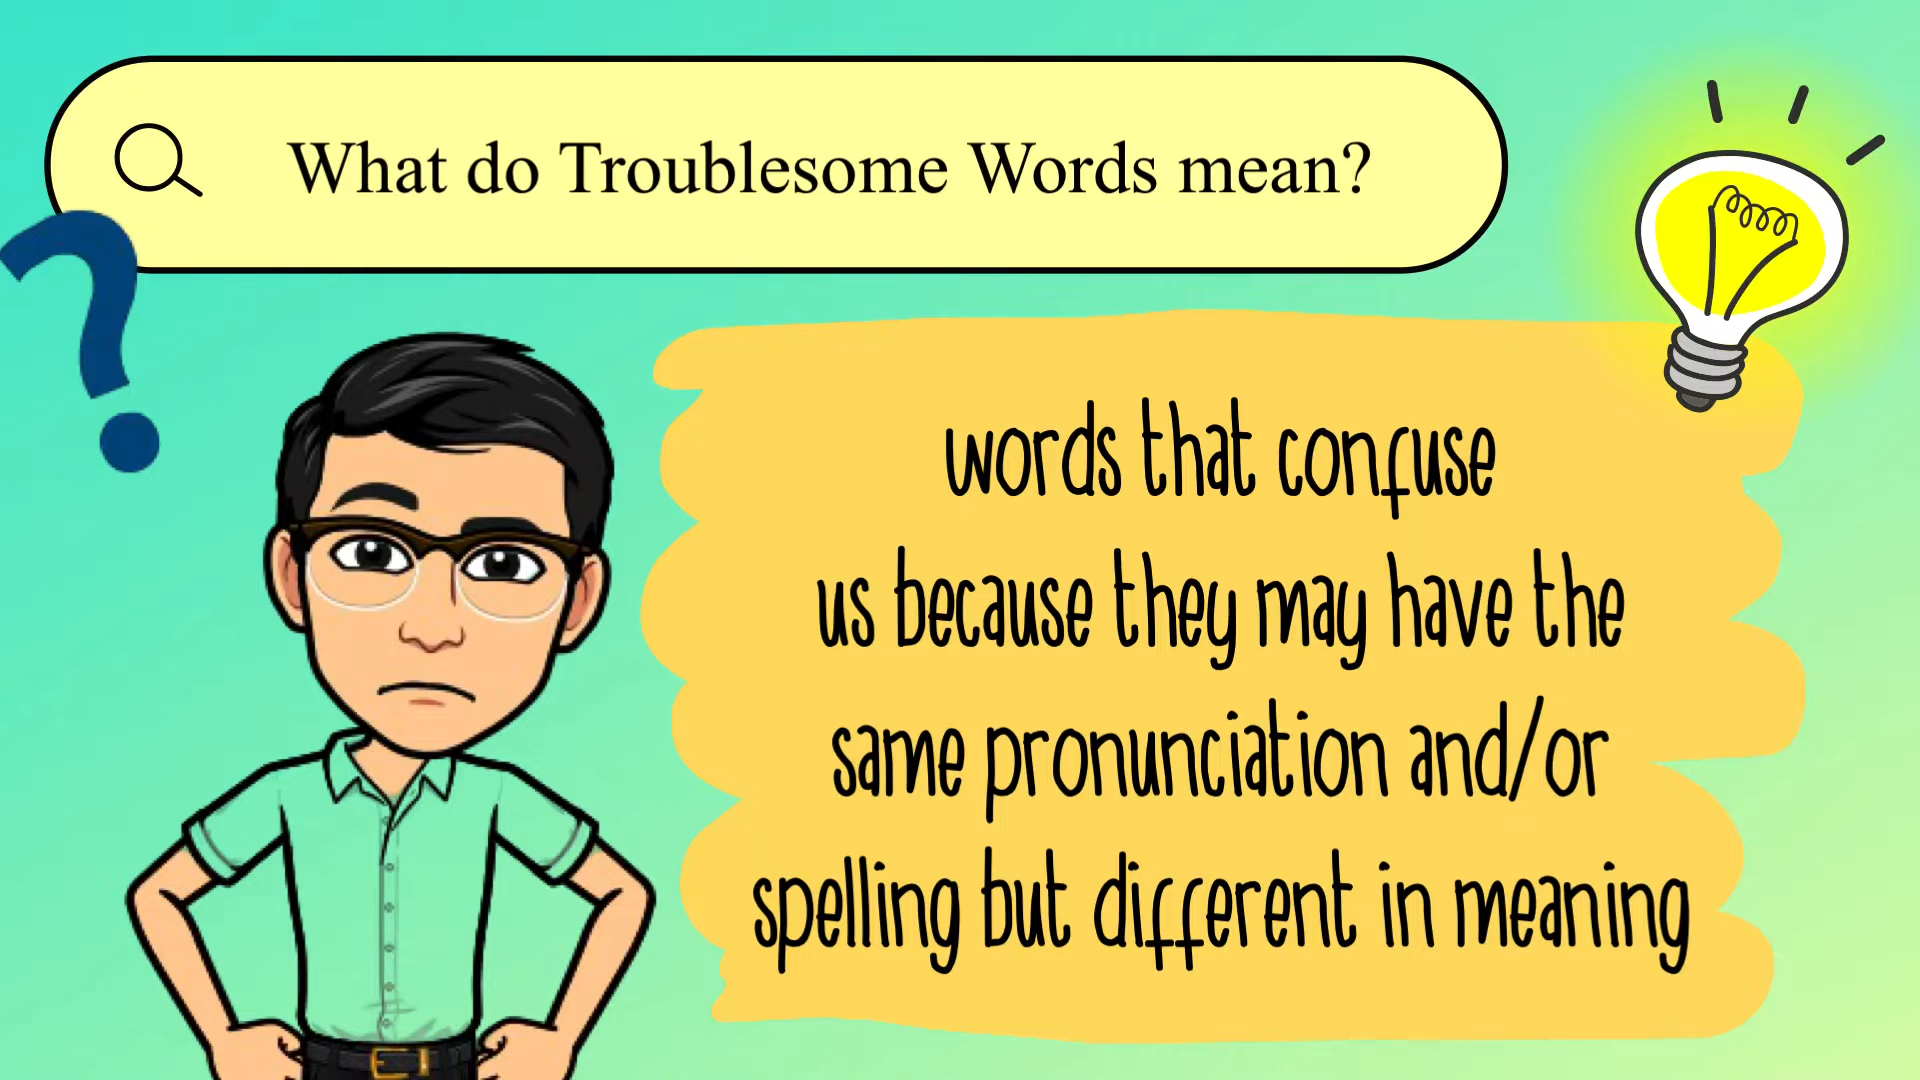 What do Troublesome Words mean?
words that confuse
us because they may have the
same pronunciation and/or
spelling but different in meaning